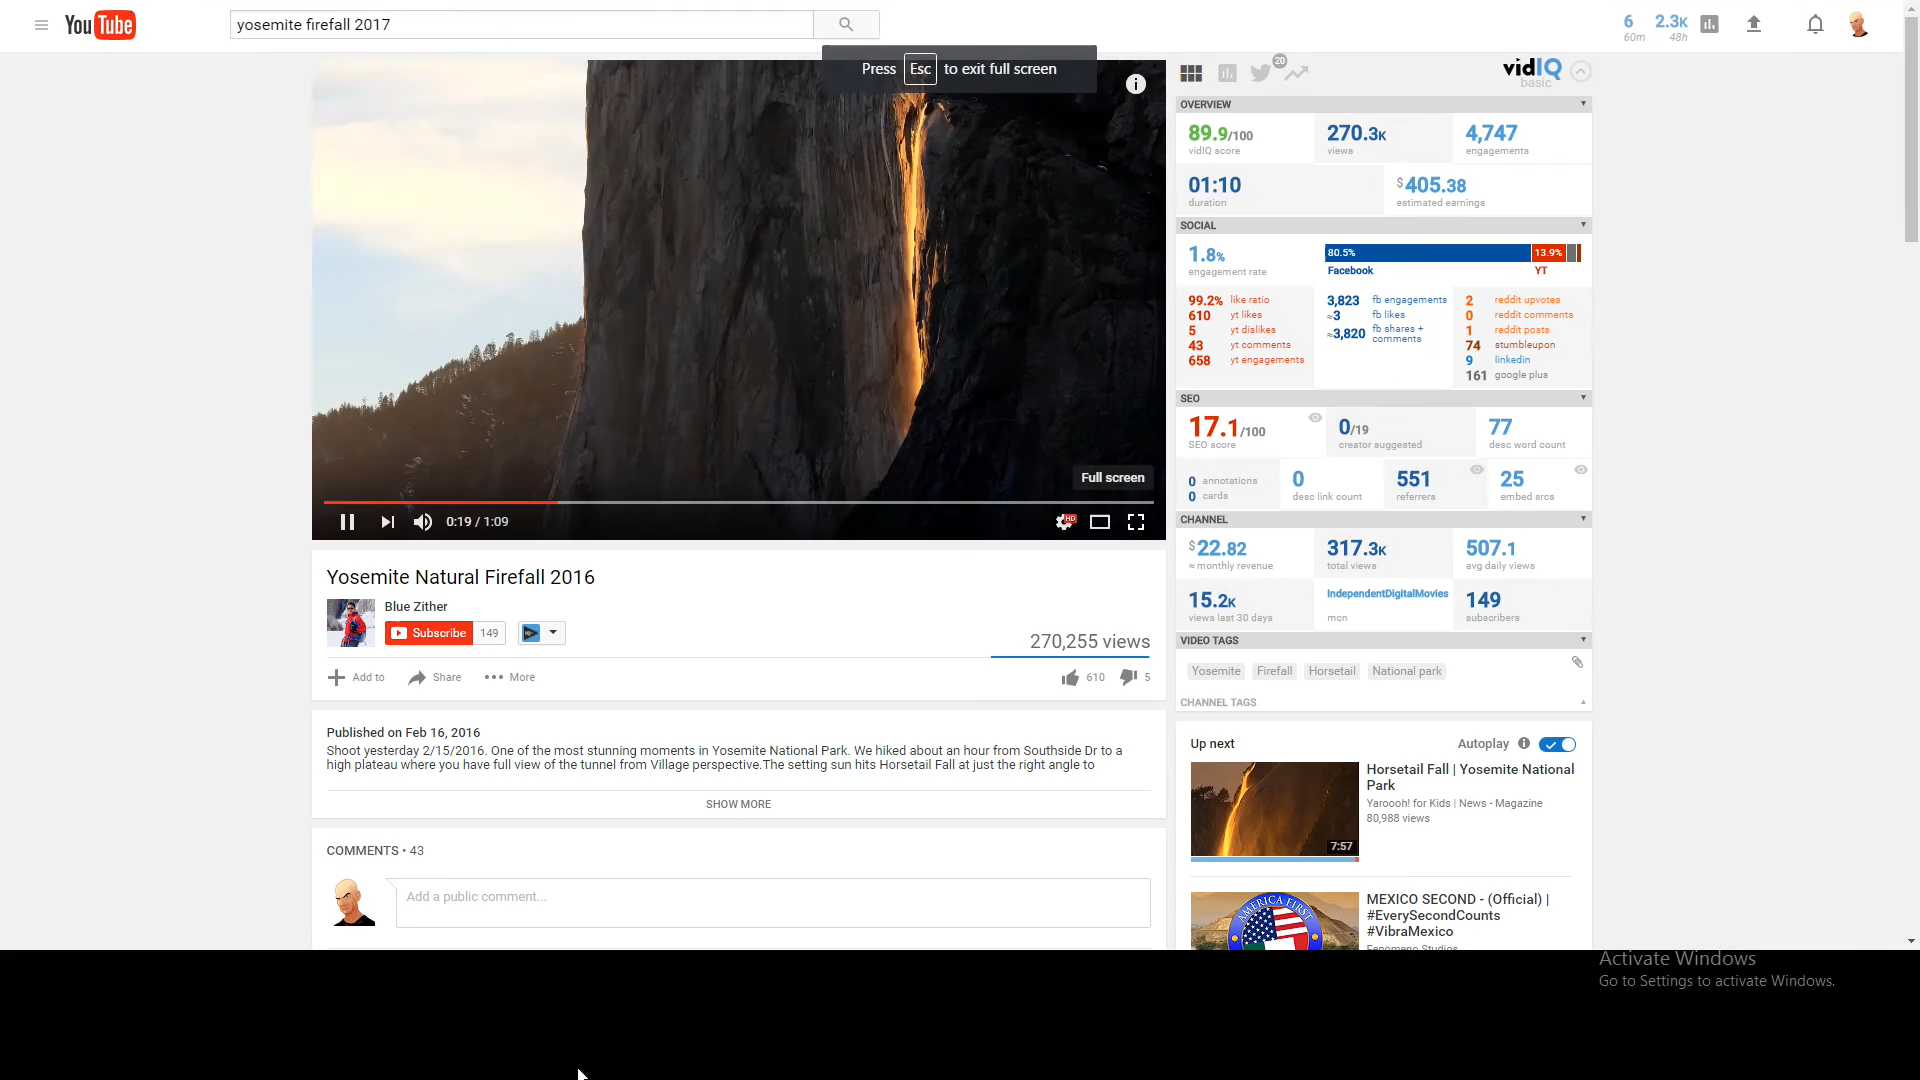 YouTube
yosemite firefall 2017
6
60m
2.3K
48h
Press Esc to exit full screen
Full screen
0:19 / 1:09
HD
Yosemite Natural Firefall 2016
Blue Zither
Subscribe 149
270,255 views
Add to
Share
More
610
5
Published on Feb 16, 2016
Shoot yesterday 2/15/2016. One of the most stunning moments in Yosemite National Park. We hiked about an hour from Southside Dr to a
high plateau where you have full view of the tunnel from Village perspective.The setting sun hits Horsetail Fall at just the right angle to
SHOW MORE
COMMENTS • 43
Add a public comment...
20
vidIQ
basic
OVERVIEW
89.9/100
vidIQ score
270.3K
views
4,747
engagements
01:10
duration
$405.38
estimated earnings
SOCIAL
1.8%
engagement rate
80.5%
13.9%
Facebook
YT
99.2% like ratio
610 yt likes
5 yt dislikes
43 yt comments
658 yt engagements
3,823 fb engagements
≈3 fb likes
≈3,820 fb shares +
comments
2 reddit upvotes
0 reddit comments
1 reddit posts
74 stumbleupon
9 linkedin
161 google plus
SEO
17.1/100
SEO score
0/19
creator suggested
77
desc word count
0 annotations
0 cards
0
desc link count
551
referrers
25
embed srcs
CHANNEL
$22.82
≈ monthly revenue
317.3K
total views
507.1
avg daily views
15.2K
views last 30 days
IndependentDigitalMovies
mcn
149
subscribers
VIDEO TAGS
Yosemite
Firefall
Horsetail
National park
CHANNEL TAGS
Up next
Autoplay
Horsetail Fall | Yosemite National
Park
Yaroooh! for Kids | News - Magazine
80,988 views
7:57
MEXICO SECOND - (Official) |
#EverySecondCounts
#VibraMexico
Fenomeno Studios
AMERICA FIRST
Activate Windows
Go to Settings to activate Windows.